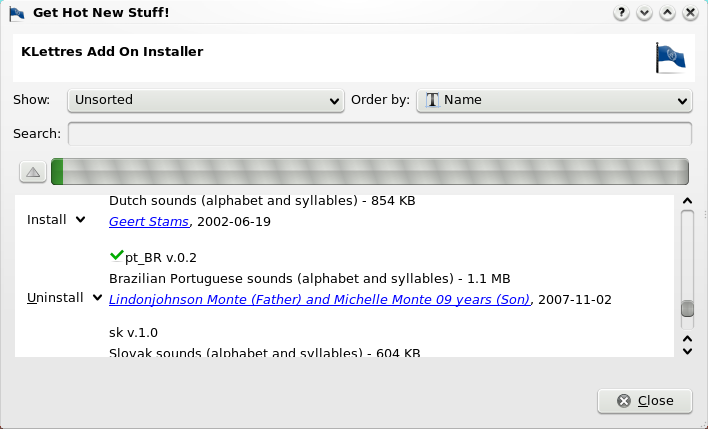 Get Hot New Stuff!
KLettres Add On Installer
Show: Unsorted Order by: Name
Search:
Dutch sounds (alphabet and syllables) - 854 KB
Install
Geert Stams, 2002-06-19
pt_BR v.0.2
Brazilian Portuguese sounds (alphabet and syllables) - 1.1 MB
Uninstall
Lindonjohnson Monte (Father) and Michelle Monte 09 years (Son), 2007-11-02
sk v.1.0
Slovak sounds (alphabet and syllables) - 604 KB
Close